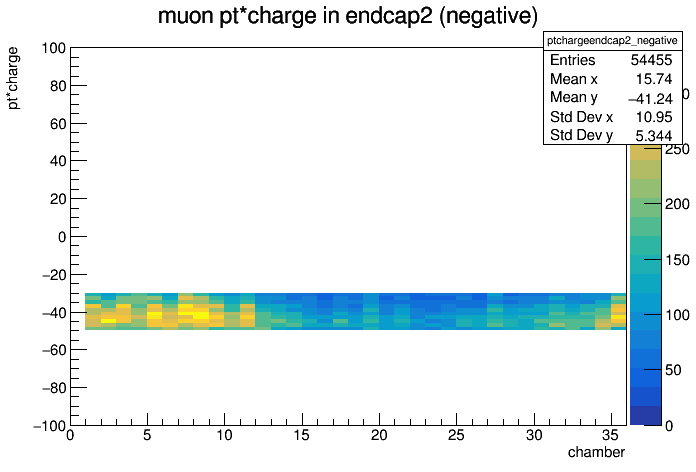 muon pt*charge in endcap2 (negative)
ptchargeendcap2_negative
Entries 54455
Mean x 15.74
Mean y −41.24
Std Dev x 10.95
Std Dev y 5.344
pt*charge
100
80
60
40
20
0
−20
−40
−60
−80
−100
0 5 10 15 20 25 30 35
chamber
0
250
200
150
100
50
0